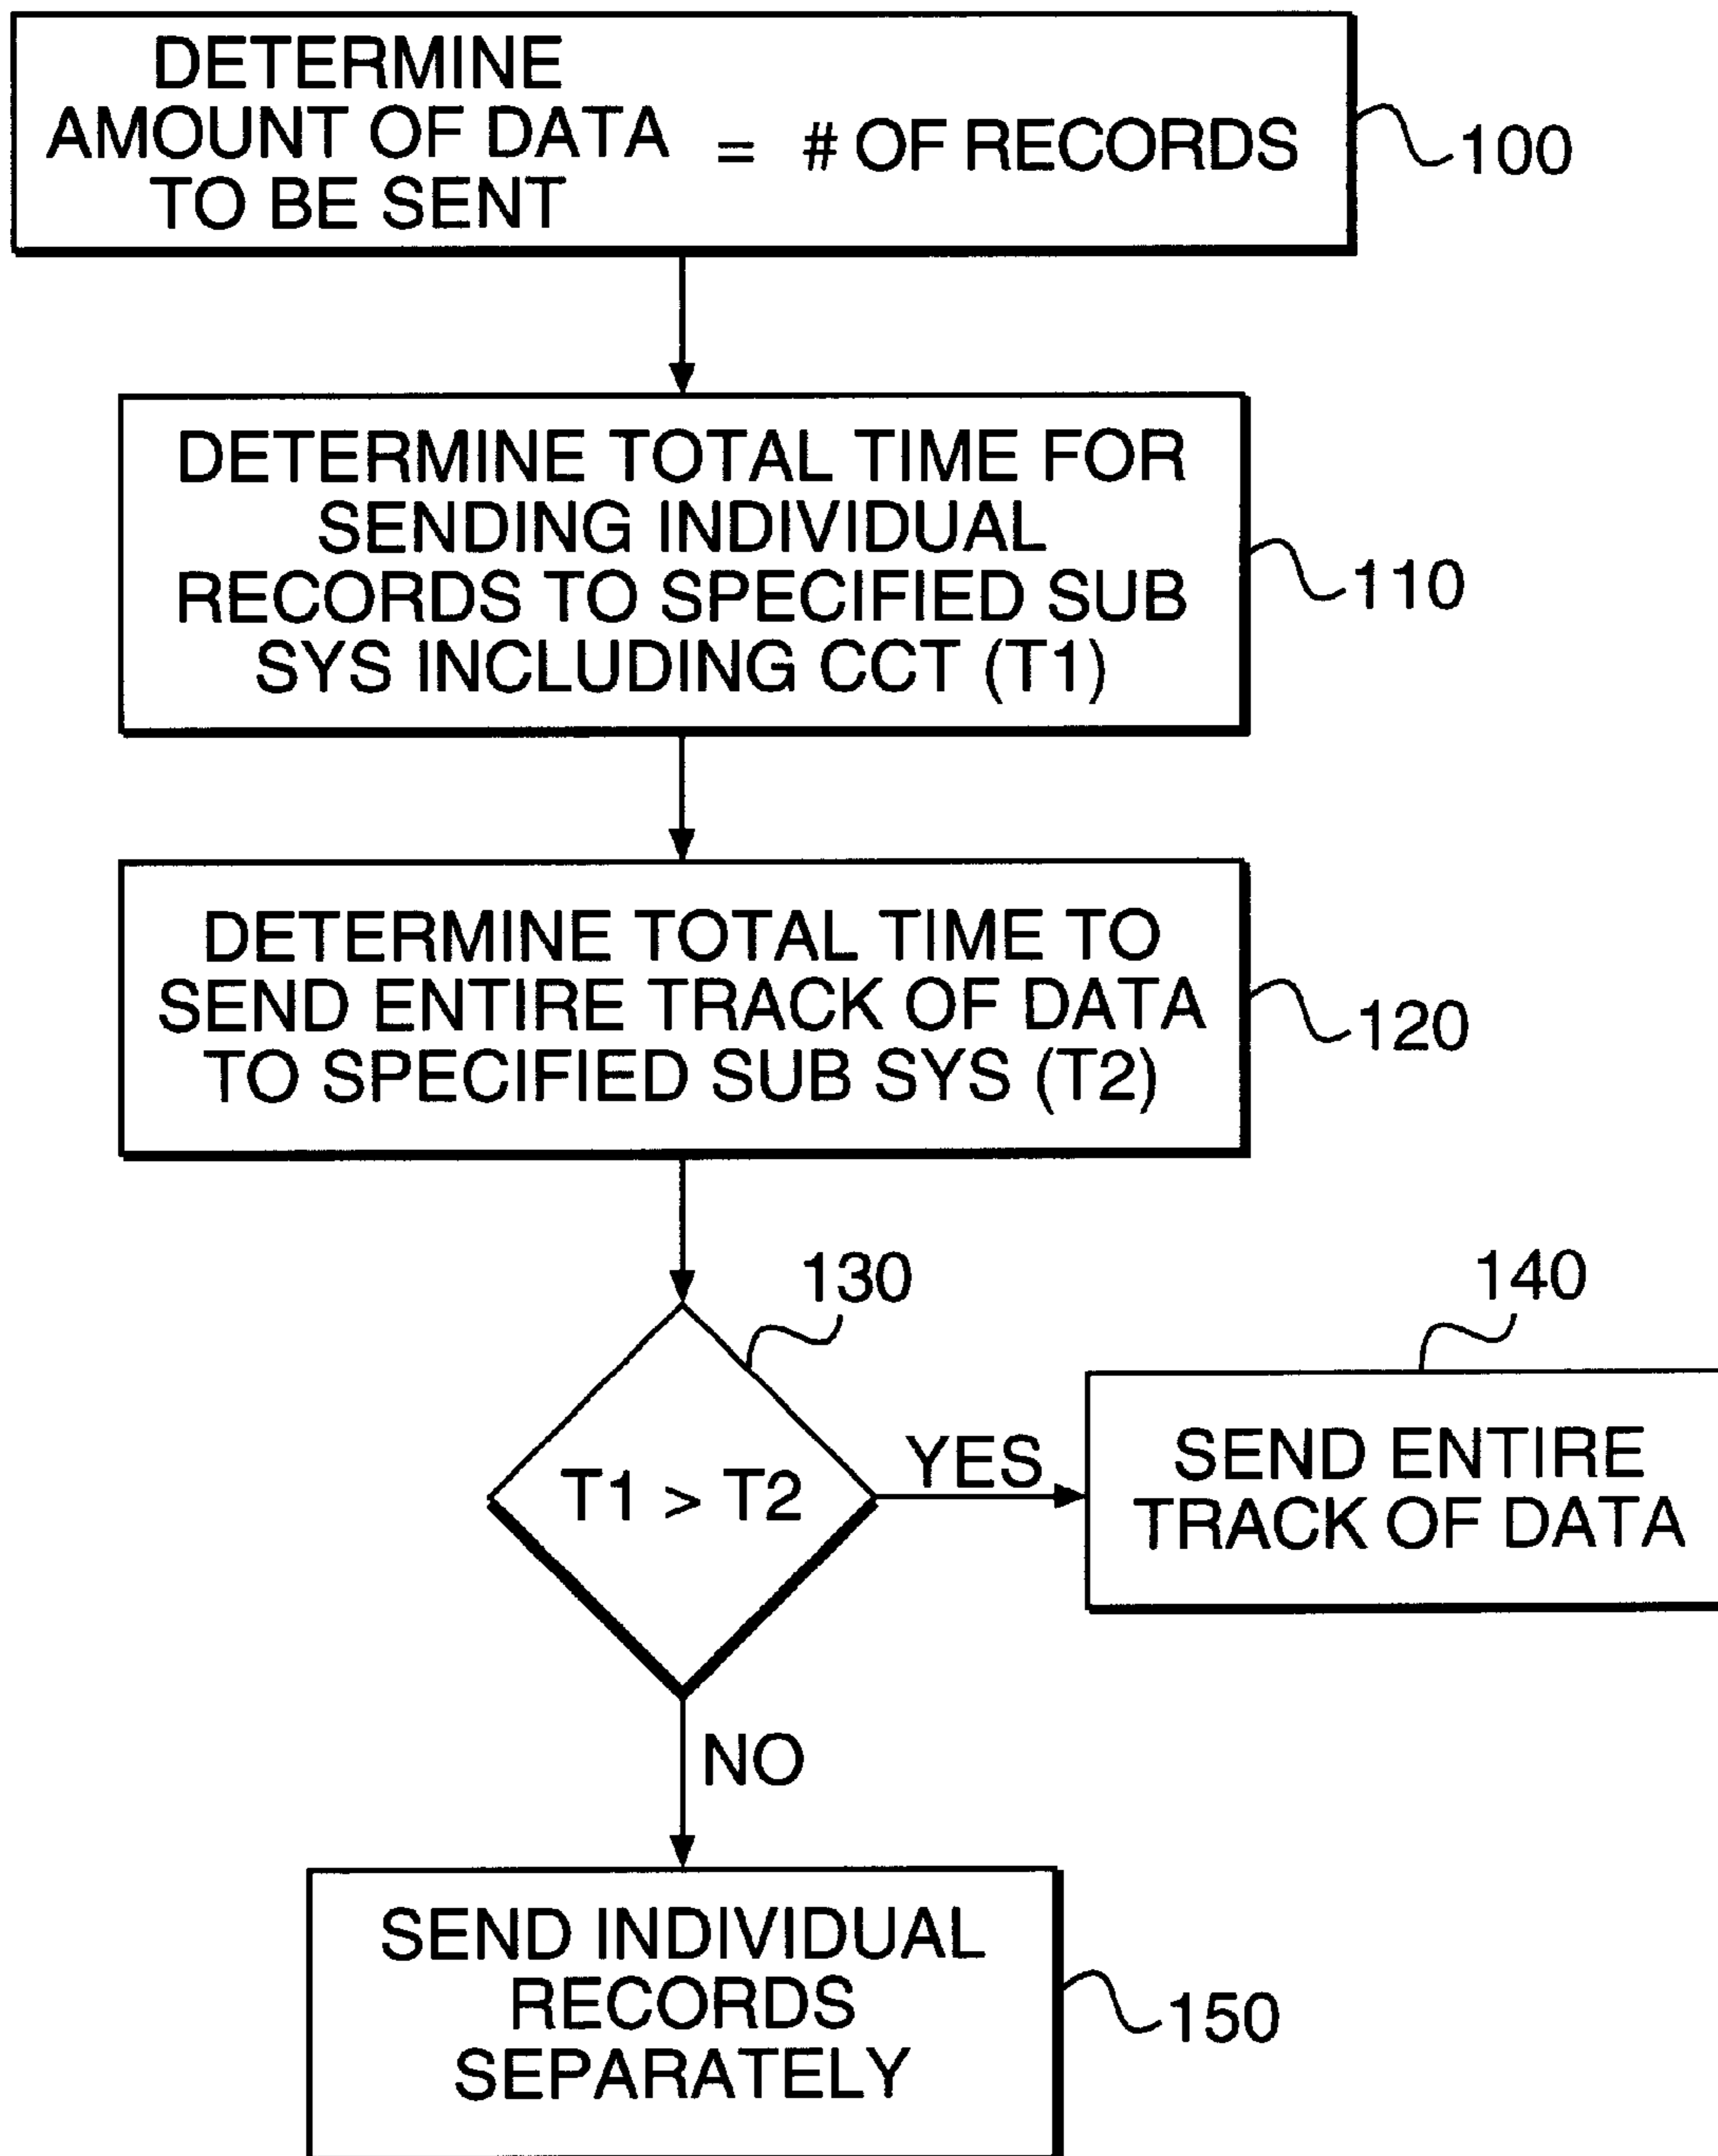 DETERMINE
AMOUNT OF DATA = # OF RECORDS
TO BE SENT
100
DETERMINE TOTAL TIME FOR
SENDING INDIVIDUAL
RECORDS TO SPECIFIED SUB
SYS INCLUDING CCT (T1)
110
DETERMINE TOTAL TIME TO
SEND ENTIRE TRACK OF DATA
TO SPECIFIED SUB SYS (T2)
120
130
140
T1 > T2
YES
SEND ENTIRE
TRACK OF DATA
NO
SEND INDIVIDUAL
RECORDS
SEPARATELY
150